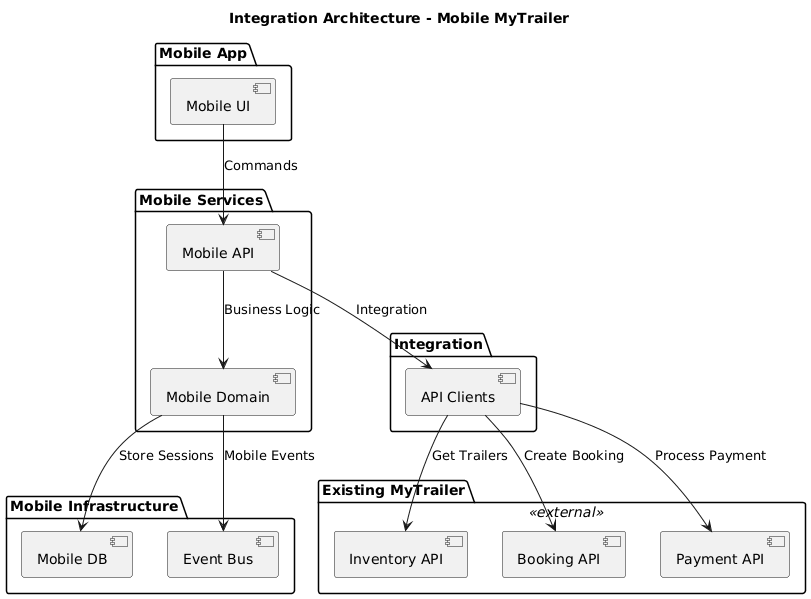 Integration Architecture - Mobile MyTrailer
Mobile App
Mobile UI
Commands
Mobile Services
Mobile API
Business Logic
Integration
Integration
Mobile Domain
API Clients
Store Sessions
Mobile Events
Get Trailers
Create Booking
Process Payment
Existing MyTrailer
«external»
Mobile Infrastructure
Mobile DB
Event Bus
Inventory API
Booking API
Payment API